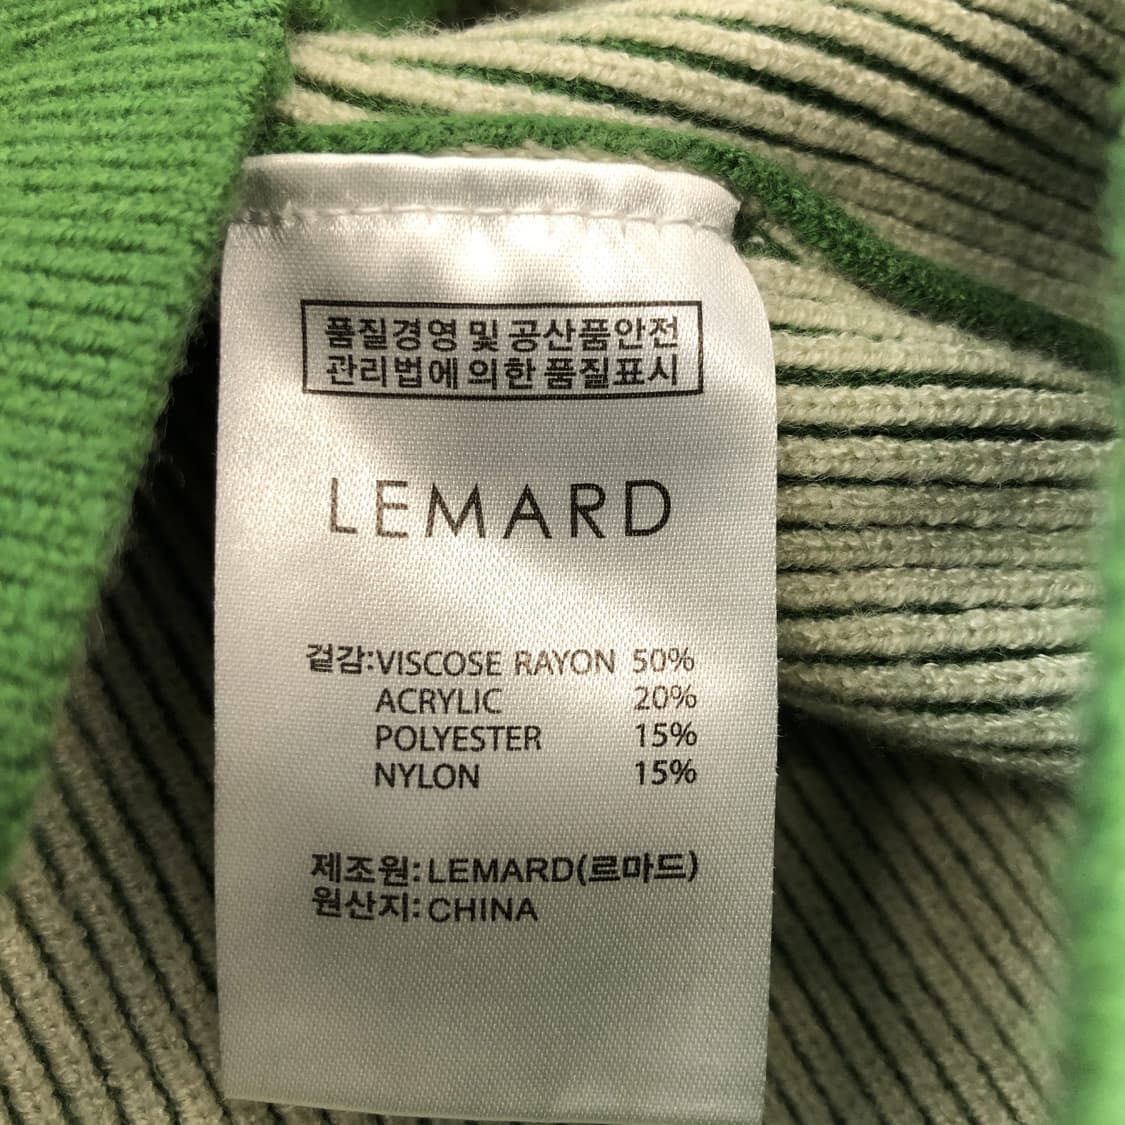 품질경영 및 공산품안전
관리법에 의한 품질표시
LEMARD
겉감:VISCOSE RAYON 50%
ACRYLIC 20%
POLYESTER 15%
NYLON 15%
제조원:LEMARD(르마드)
원산지:CHINA